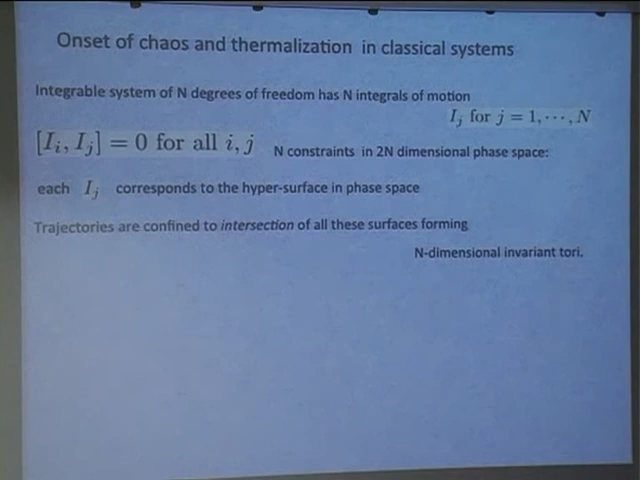 Onset of chaos and thermalization in classical systems
Integrable system of N degrees of freedom has N integrals of motion
I_j for j = 1, ⋯, N
[I_i, I_j] = 0 for all i, j N constraints in 2N dimensional phase space:
each I_j corresponds to the hyper-surface in phase space
Trajectories are confined to intersection of all these surfaces forming
N-dimensional invariant tori.